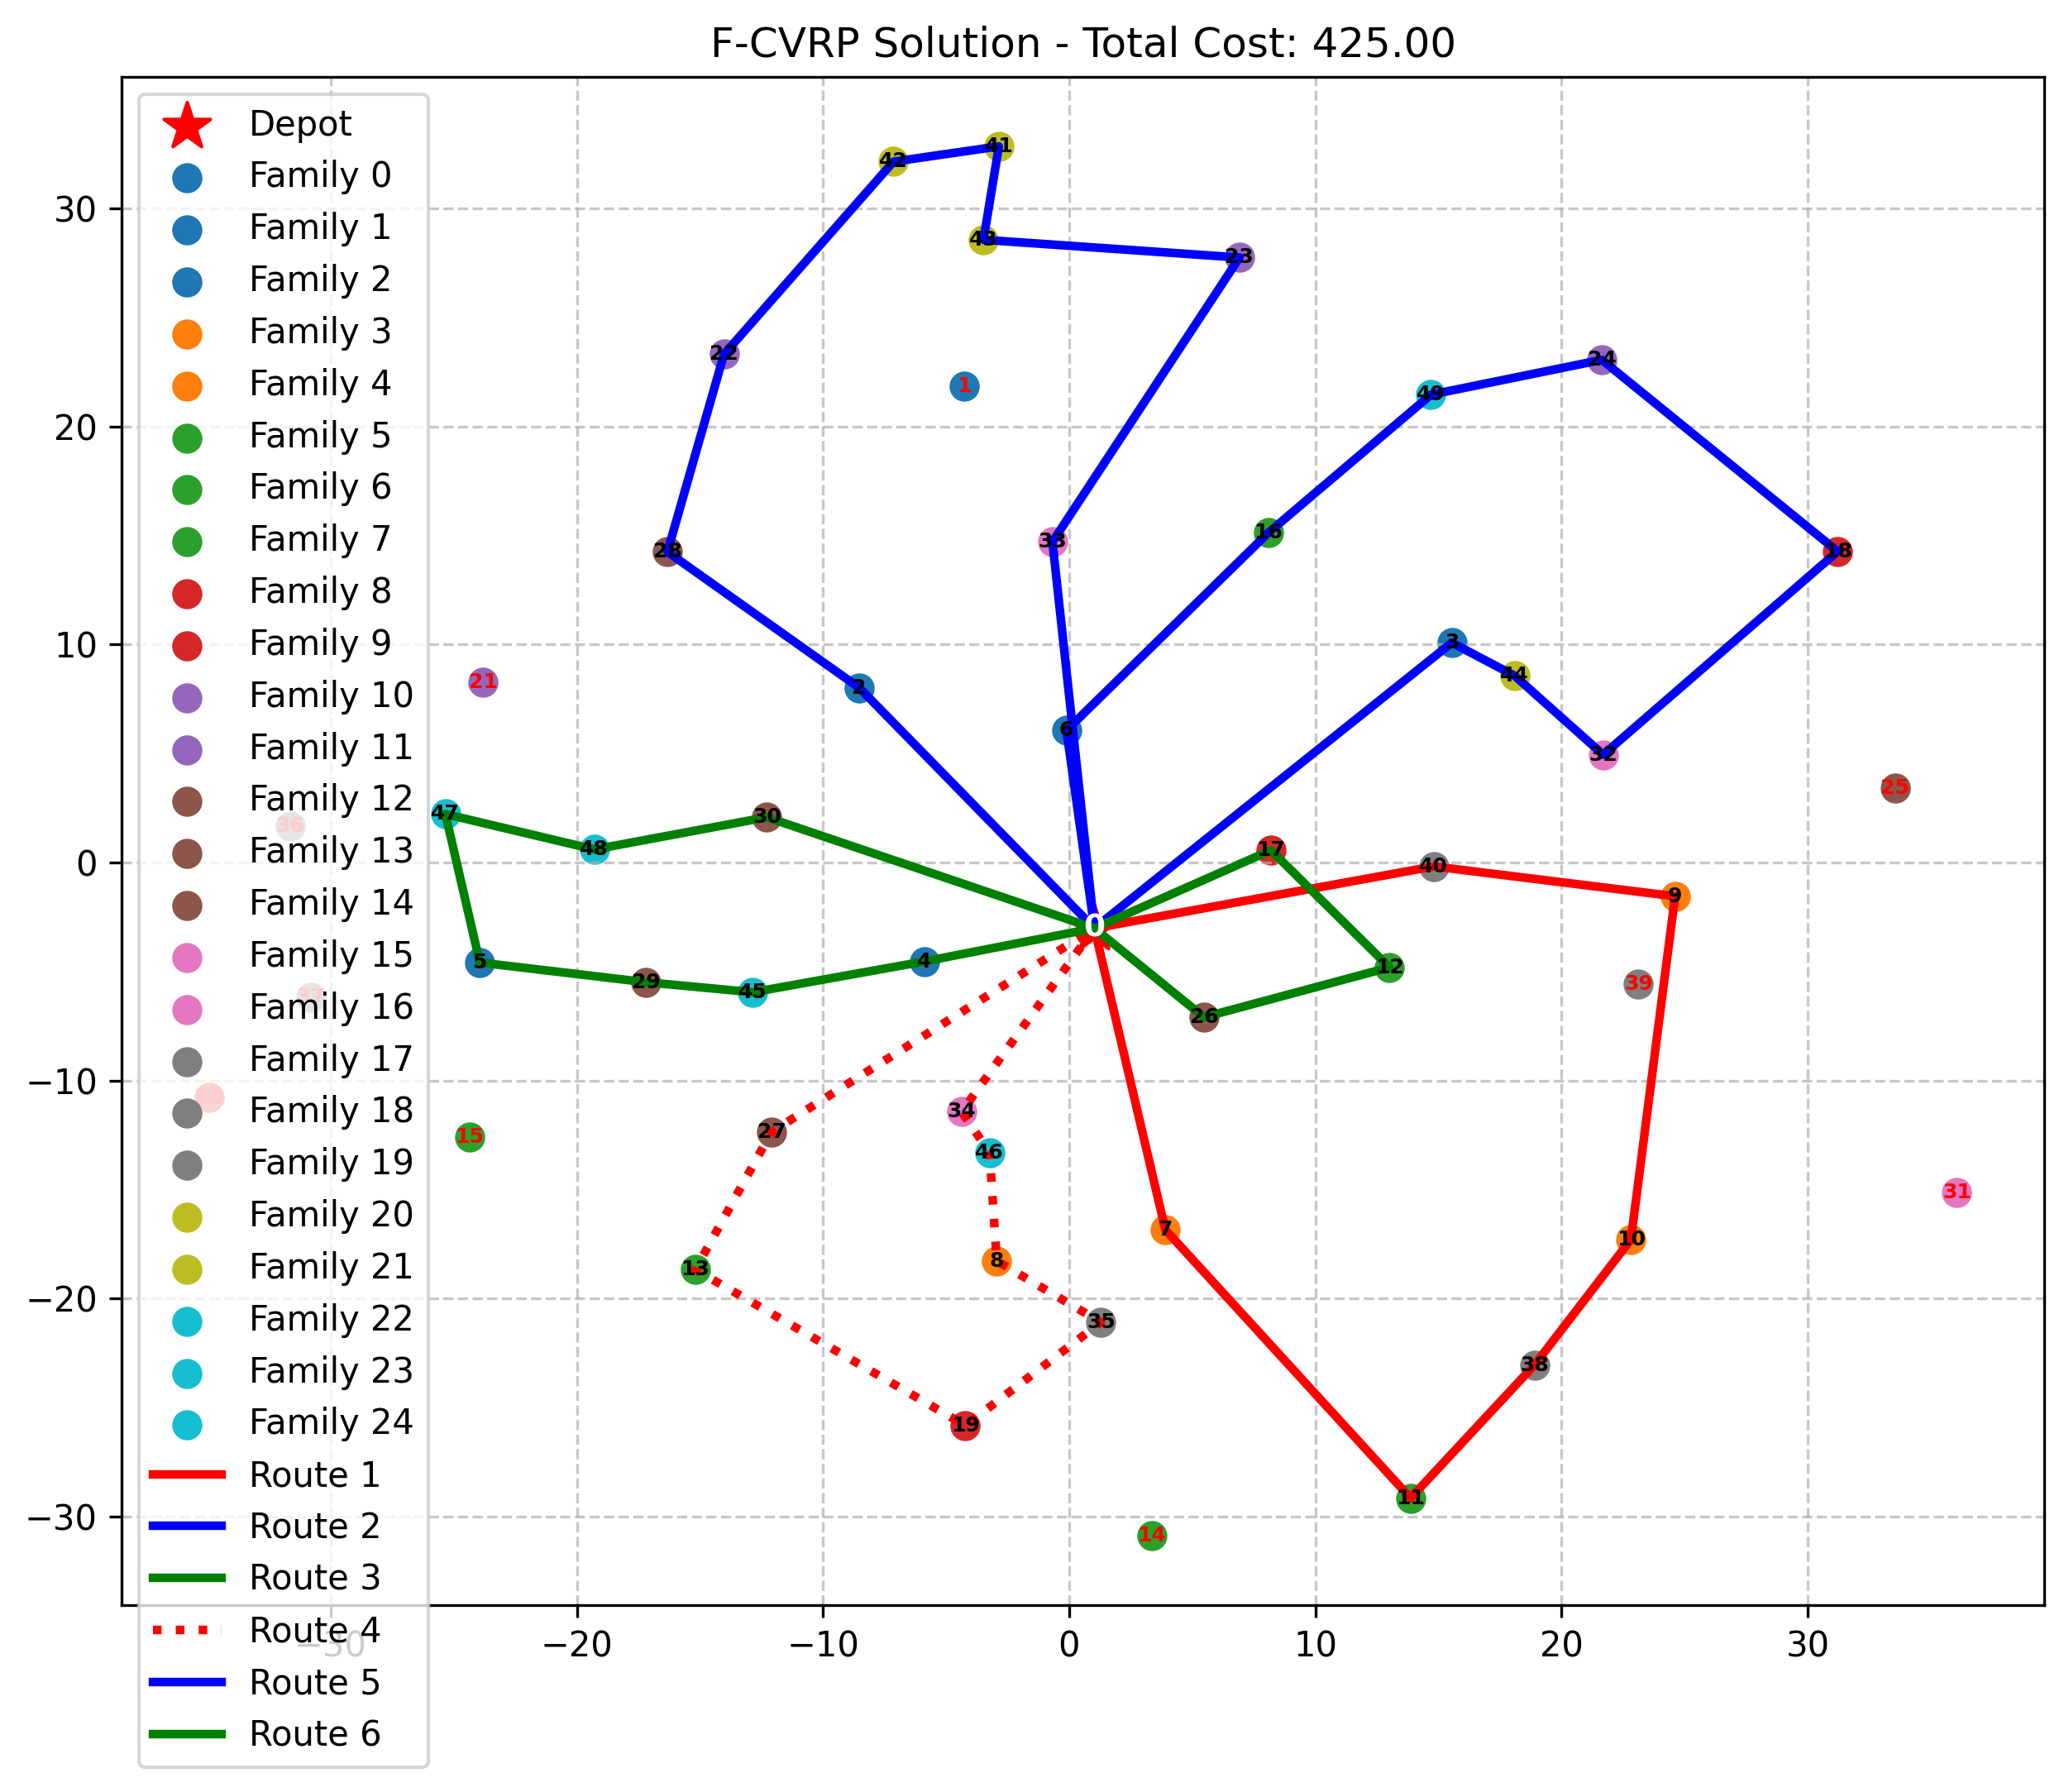 F-CVRP Solution - Total Cost: 425.00
Depot
Family 0
Family 1
Family 2
Family 3
Family 4
Family 5
Family 6
Family 7
Family 8
Family 9
Family 10
Family 11
Family 12
Family 13
Family 14
Family 15
Family 16
Family 17
Family 18
Family 19
Family 20
Family 21
Family 22
Family 23
Family 24
Route 1
Route 2
Route 3
Route 4
Route 5
Route 6
30
20
10
0
−10
−20
−30
−30
−20
−10
0
10
20
30
41
42
43
23
22
24
1
49
28
33
16
18
3
44
2
21
6
32
25
47
36
48
30
17
40
9
0
5
4
29
45
12
39
37
26
34
27
15
46
31
7
10
8
13
35
38
19
11
14